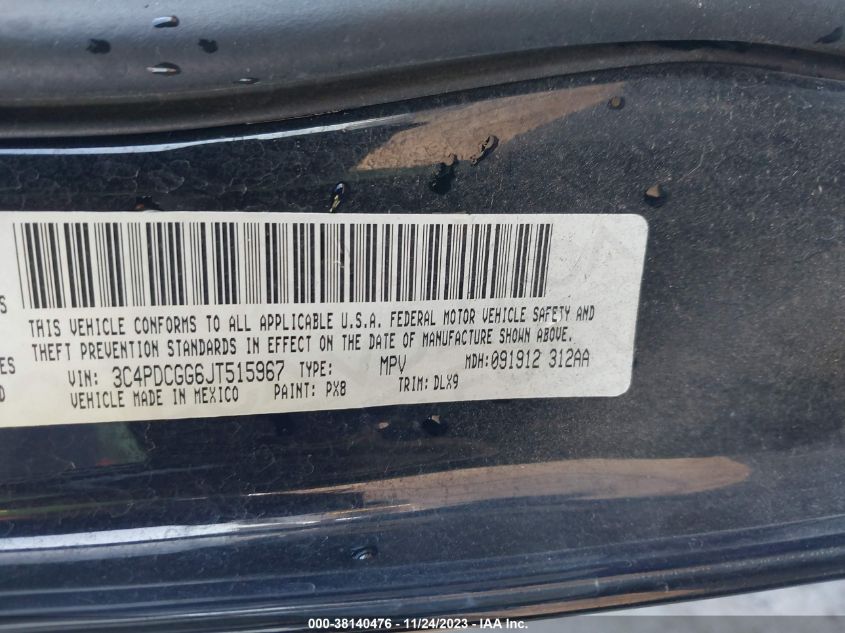 THIS VEHICLE CONFORMS TO ALL APPLICABLE U.S.A. FEDERAL MOTOR VEHICLE SAFETY AND
S
THEFT PREVENTION STANDARDS IN EFFECT ON THE DATE OF MANUFACTURE SHOWN ABOVE.
ES VIN: 3C4PDCGG6JT515967 TYPE: MPV MDH: 091912 312AA
D VEHICLE MADE IN MEXICO PAINT: PX8 TRIM: DLX9
000-38140476 - 11/24/2023 - © IAA Inc.